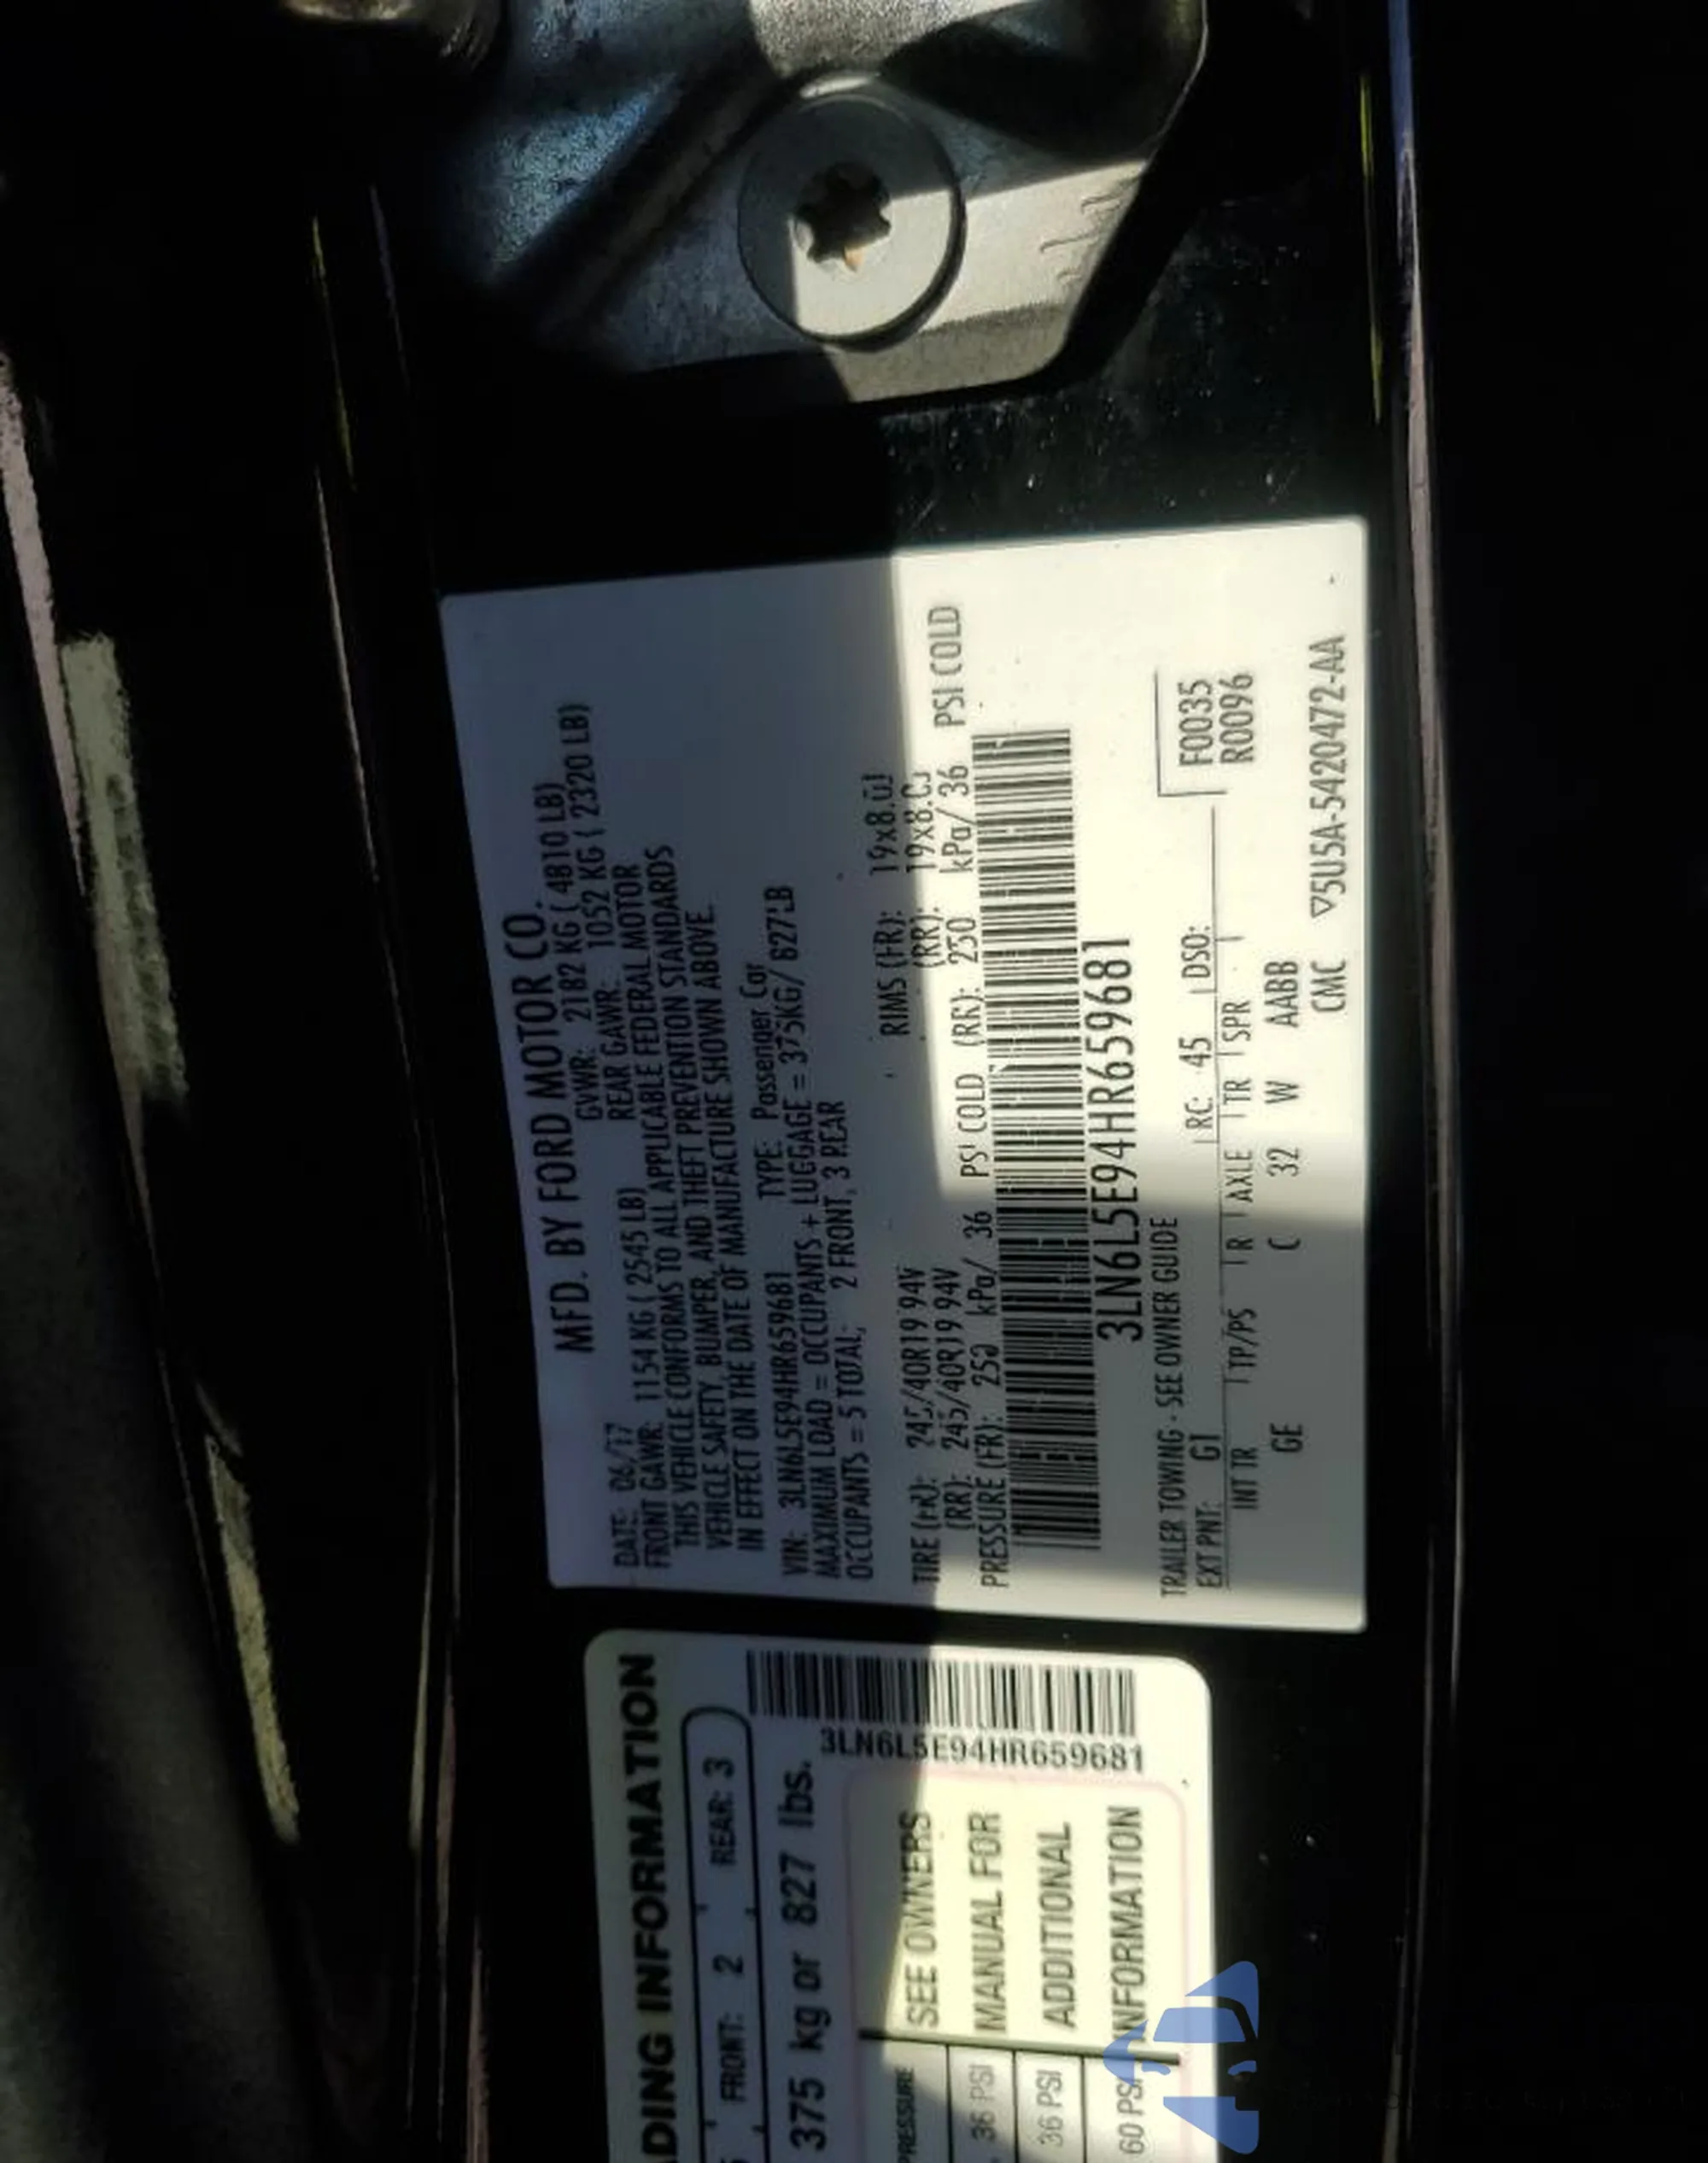 MFD. BY FORD MOTOR CO.
DATE: 06/17 GVWR: 2182 KG ( 4810 LB)
FRONT GAWR: 1154 KG ( 2545 LB) REAR GAWR: 1052 KG ( 2320 LB)
THIS VEHICLE CONFORMS TO ALL APPLICABLE FEDERAL MOTOR
VEHICLE SAFETY, BUMPER, AND THEFT PREVENTION STANDARDS
IN EFFECT ON THE DATE OF MANUFACTURE SHOWN ABOVE.
VIN: 3LN6L5E94HR659681 TYPE: Passenger Car
MAXIMUM LOAD = OCCUPANTS + LUGGAGE = 375KG/ 827LB
OCCUPANTS = 5 TOTAL, 2 FRONT, 3 REAR
TIRE (FR): 245/40R19 94V RIMS (FR): 19x8.0J
(RR): 245/40R19 94V (RR): 19x8.0J
PRESSURE (FR): 250 kPa/ 36 PSI COLD (RR): 250 kPa/ 36 PSI COLD
3LN6L5E94HR659681
TRAILER TOWING - SEE OWNER GUIDE
EXT PNT: G1 RC: 45 DSO: F0035
INT TR TP/PS R AXLE TR SPR R0096
GE C 32 W AABB
CMC ▽5U5A-5420472-AA
ADING INFORMATION
FRONT: 2 REAR: 3
375 kg or 827 lbs.
3LN6L5E94HR659681
PRESSURE SEE OWNERS
36 PSI MANUAL FOR
36 PSI ADDITIONAL
60 PSI INFORMATION